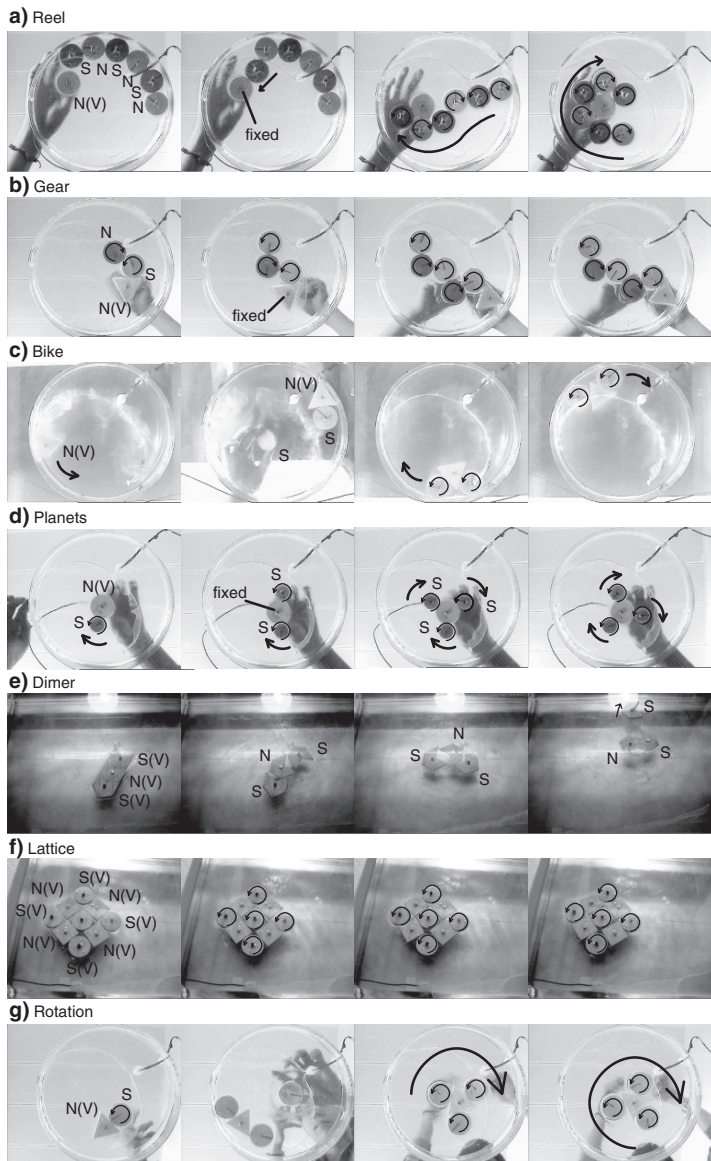 a) Reel
S N S N S N
N(V)
fixed
b) Gear
N
S
N(V)
fixed
c) Bike
N(V)
N(V)
S
S
d) Planets
N(V)
S
fixed
S
S
S
S
S
e) Dimer
S(V)
N(V)
S(V)
N
S
S
N
S
S
S
N
S
f) Lattice
S(V)
N(V)
N(V)
S(V)
S(V)
N(V)
N(V)
S(V)
g) Rotation
S
N(V)